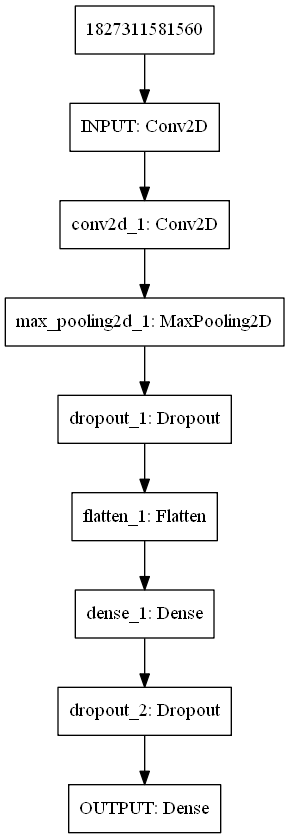 1827311581560
INPUT: Conv2D
conv2d_1: Conv2D
max_pooling2d_1: MaxPooling2D
dropout_1: Dropout
flatten_1: Flatten
dense_1: Dense
dropout_2: Dropout
OUTPUT: Dense